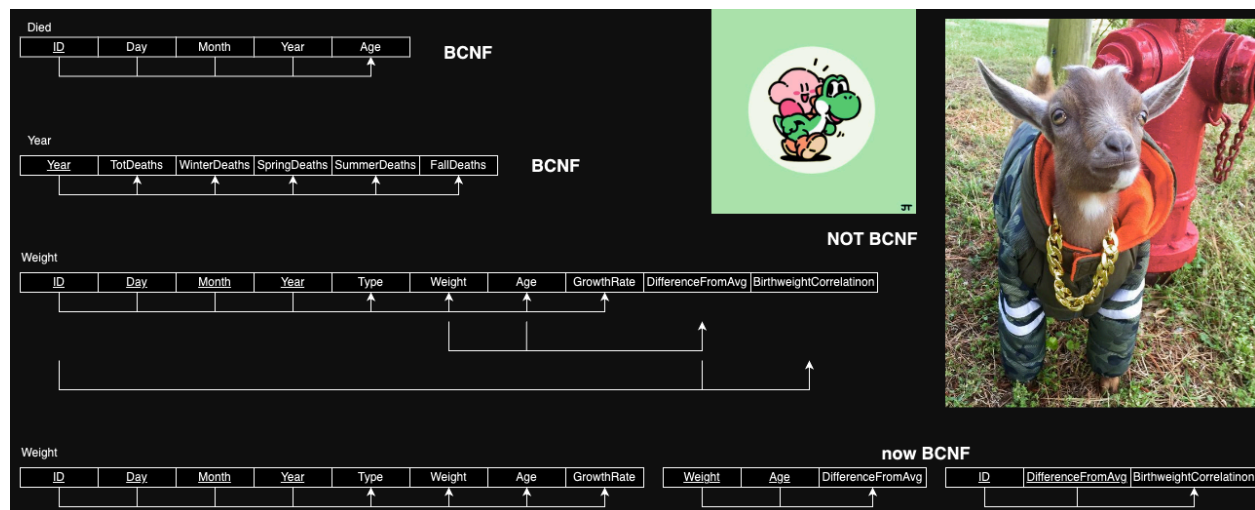 Died
ID Day Month Year Age
BCNF
Year
Year TotDeaths WinterDeaths SpringDeaths SummerDeaths FallDeaths
BCNF
NOT BCNF
Weight
ID Day Month Year Type Weight Age GrowthRate DifferenceFromAvg BirthweightCorrelatinon
now BCNF
Weight
ID Day Month Year Type Weight Age GrowthRate
Weight Age DifferenceFromAvg
ID DifferenceFromAvg BirthweightCorrelatinon
JT